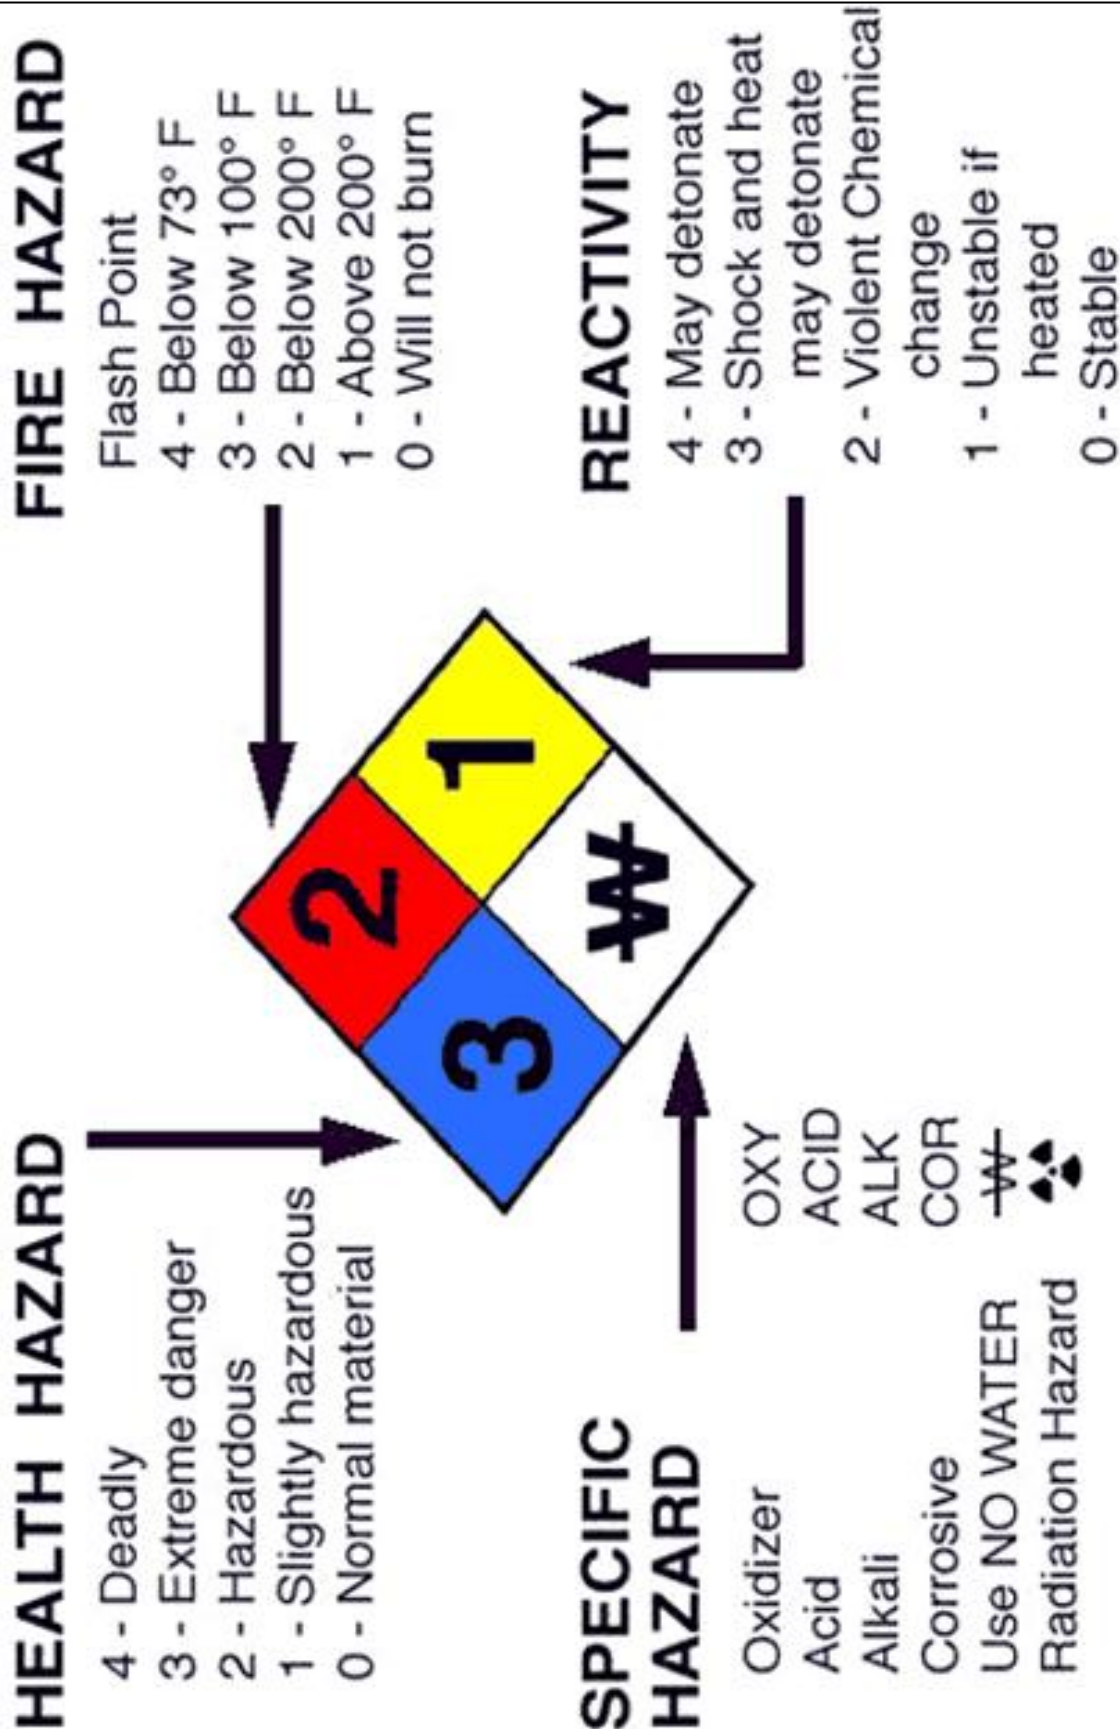 HEALTH HAZARD
4 - Deadly
3 - Extreme danger
2 - Hazardous
1 - Slightly hazardous
0 - Normal material
FIRE HAZARD
Flash Point
4 - Below 73° F
3 - Below 100° F
2 - Below 200° F
1 - Above 200° F
0 - Will not burn
2
3
1
W
SPECIFIC
HAZARD
Oxidizer OXY
Acid ACID
Alkali ALK
Corrosive COR
Use NO WATER W
Radiation Hazard
REACTIVITY
4 - May detonate
3 - Shock and heat
may detonate
2 - Violent Chemical
change
1 - Unstable if
heated
0 - Stable